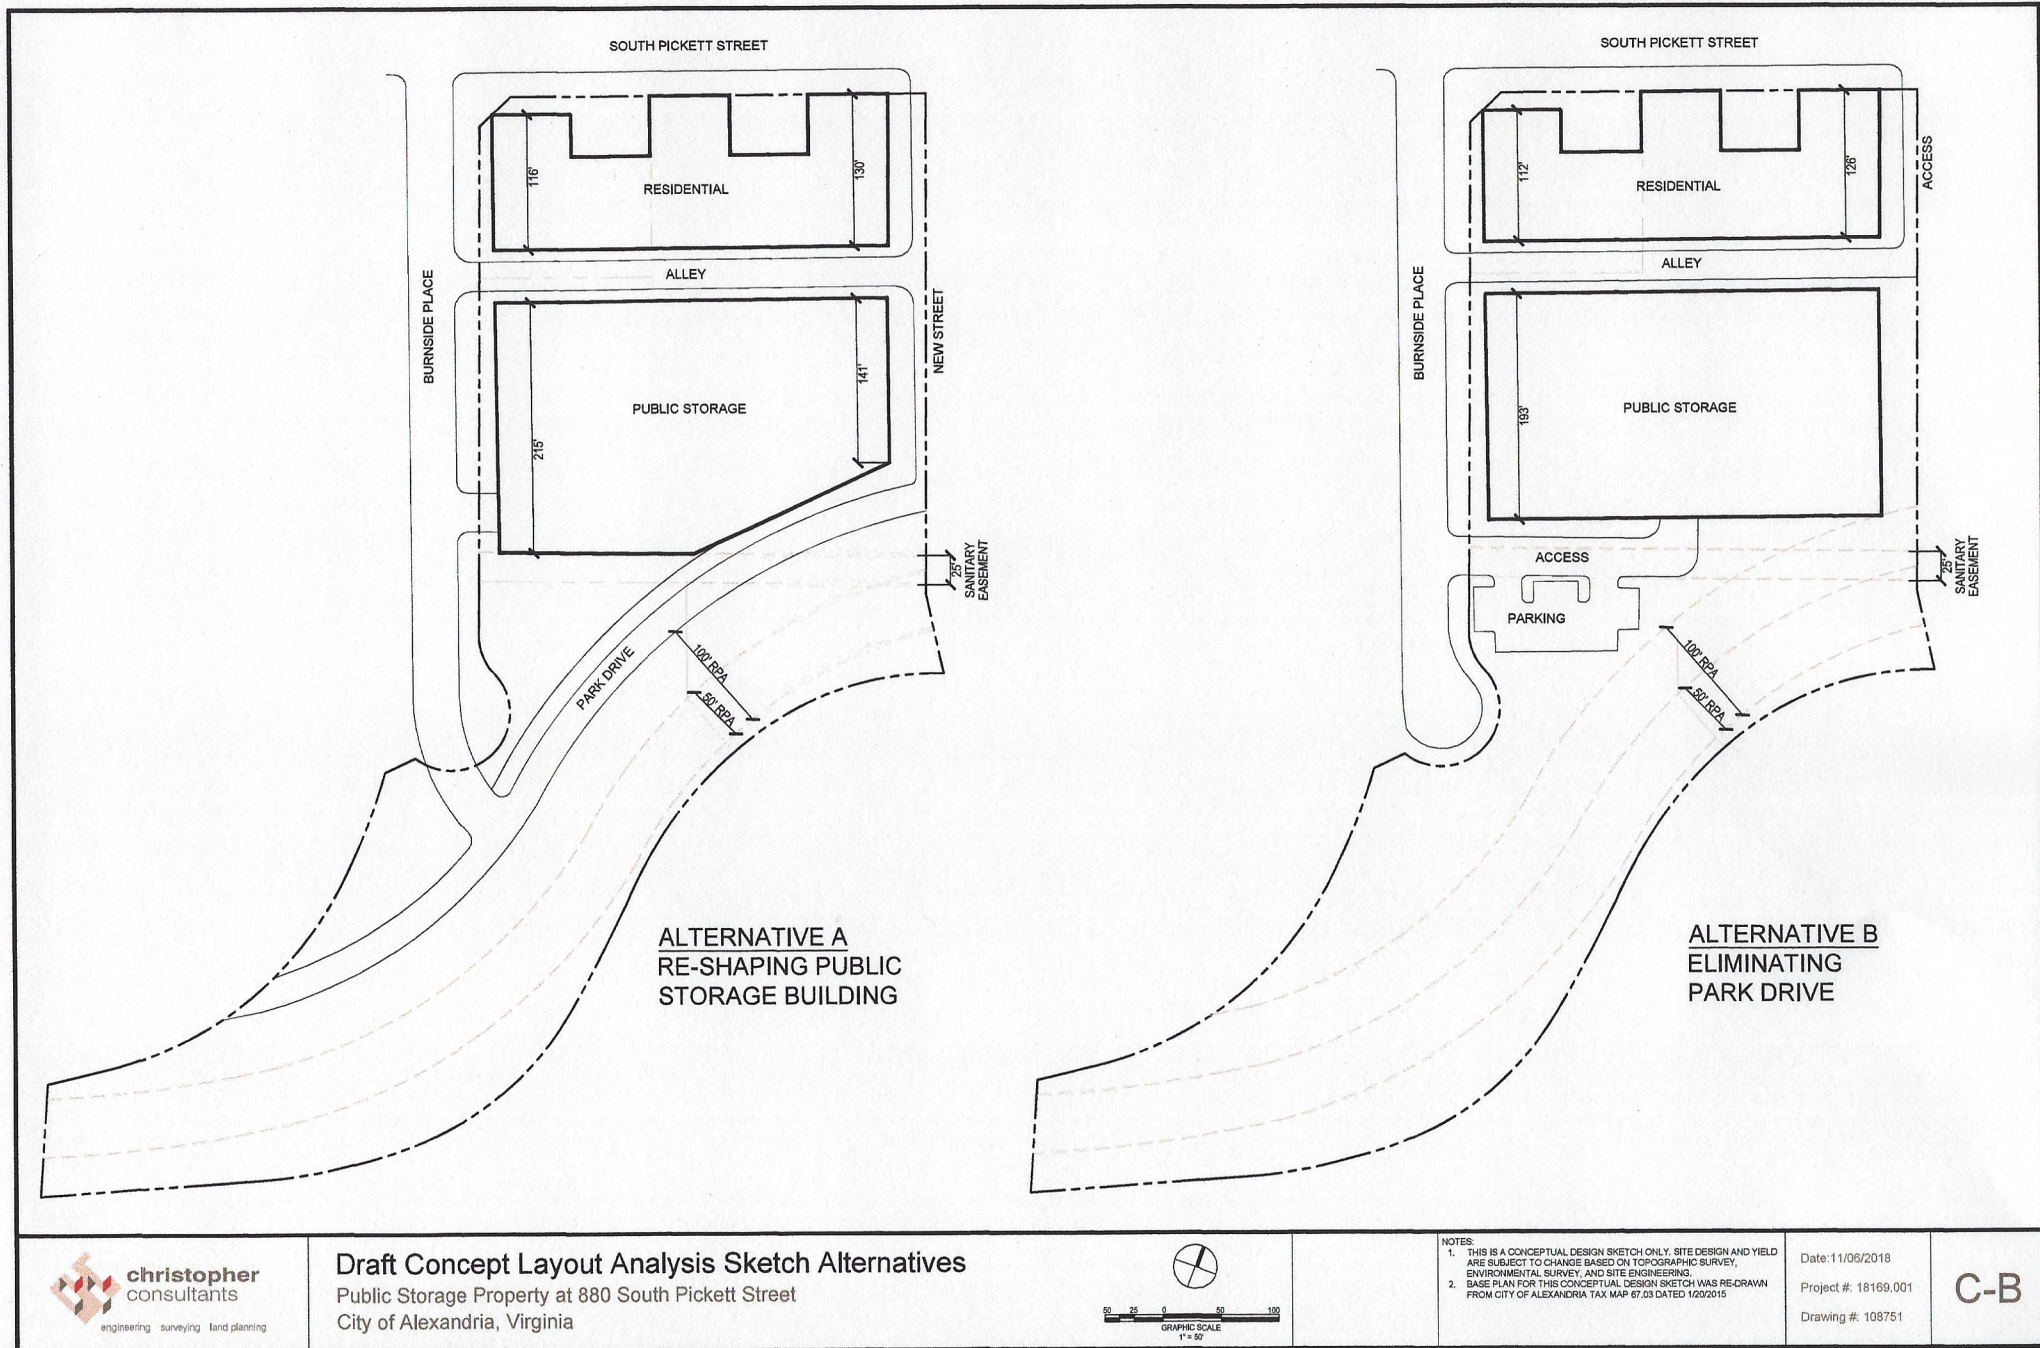 SOUTH PICKETT STREET
116'
130'
RESIDENTIAL
ALLEY
BURNSIDE PLACE
NEW STREET
141'
PUBLIC STORAGE
215'
25'
SANITARY
EASEMENT
PARK DRIVE
100' RPA
50' RPA
ALTERNATIVE A
RE-SHAPING PUBLIC
STORAGE BUILDING
SOUTH PICKETT STREET
112'
126'
ACCESS
RESIDENTIAL
ALLEY
BURNSIDE PLACE
PUBLIC STORAGE
193'
ACCESS
25'
SANITARY
EASEMENT
PARKING
100' RPA
50' RPA
ALTERNATIVE B
ELIMINATING
PARK DRIVE
christopher
consultants
engineering surveying land planning
Draft Concept Layout Analysis Sketch Alternatives
Public Storage Property at 880 South Pickett Street
City of Alexandria, Virginia
50 25 0 50 100
GRAPHIC SCALE
1" = 50'
NOTES:
1. THIS IS A CONCEPTUAL DESIGN SKETCH ONLY. SITE DESIGN AND YIELD
ARE SUBJECT TO CHANGE BASED ON TOPOGRAPHIC SURVEY,
ENVIRONMENTAL SURVEY, AND SITE ENGINEERING.
2. BASE PLAN FOR THIS CONCEPTUAL DESIGN SKETCH WAS RE-DRAWN
FROM CITY OF ALEXANDRIA TAX MAP 67.03 DATED 1/20/2015
Date:11/06/2018
Project #: 18169.001
Drawing #: 108751
C-B